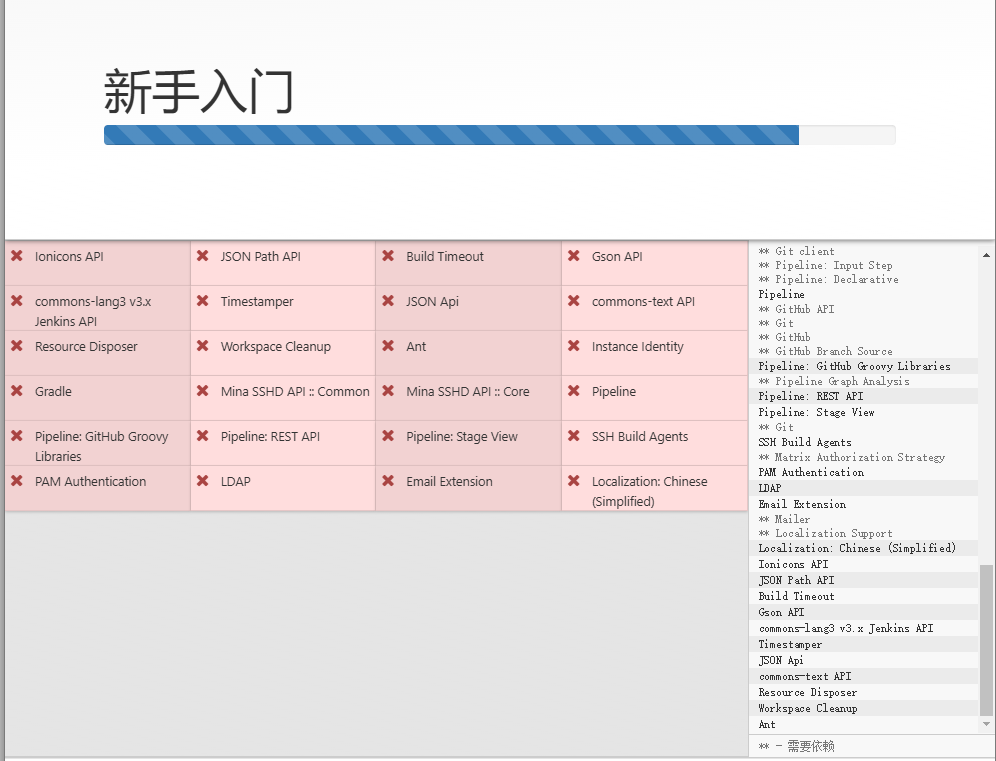 新手入门
Ionicons API
JSON Path API
Build Timeout
Gson API
commons-lang3 v3.x
Jenkins API
Timestamper
JSON Api
commons-text API
Resource Disposer
Workspace Cleanup
Ant
Instance Identity
Gradle
Mina SSHD API :: Common
Mina SSHD API :: Core
Pipeline
Pipeline: GitHub Groovy
Libraries
Pipeline: REST API
Pipeline: Stage View
SSH Build Agents
PAM Authentication
LDAP
Email Extension
Localization: Chinese
(Simplified)
** Git client
** Pipeline: Input Step
** Pipeline: Declarative
Pipeline
** GitHub API
** Git
** GitHub
** GitHub Branch Source
Pipeline: GitHub Groovy Libraries
** Pipeline Graph Analysis
Pipeline: REST API
Pipeline: Stage View
** Git
SSH Build Agents
** Matrix Authorization Strategy
PAM Authentication
LDAP
Email Extension
** Mailer
** Localization Support
Localization: Chinese (Simplified)
Ionicons API
JSON Path API
Build Timeout
Gson API
commons-lang3 v3.x Jenkins API
Timestamper
JSON Api
commons-text API
Resource Disposer
Workspace Cleanup
Ant
** - 需要依赖